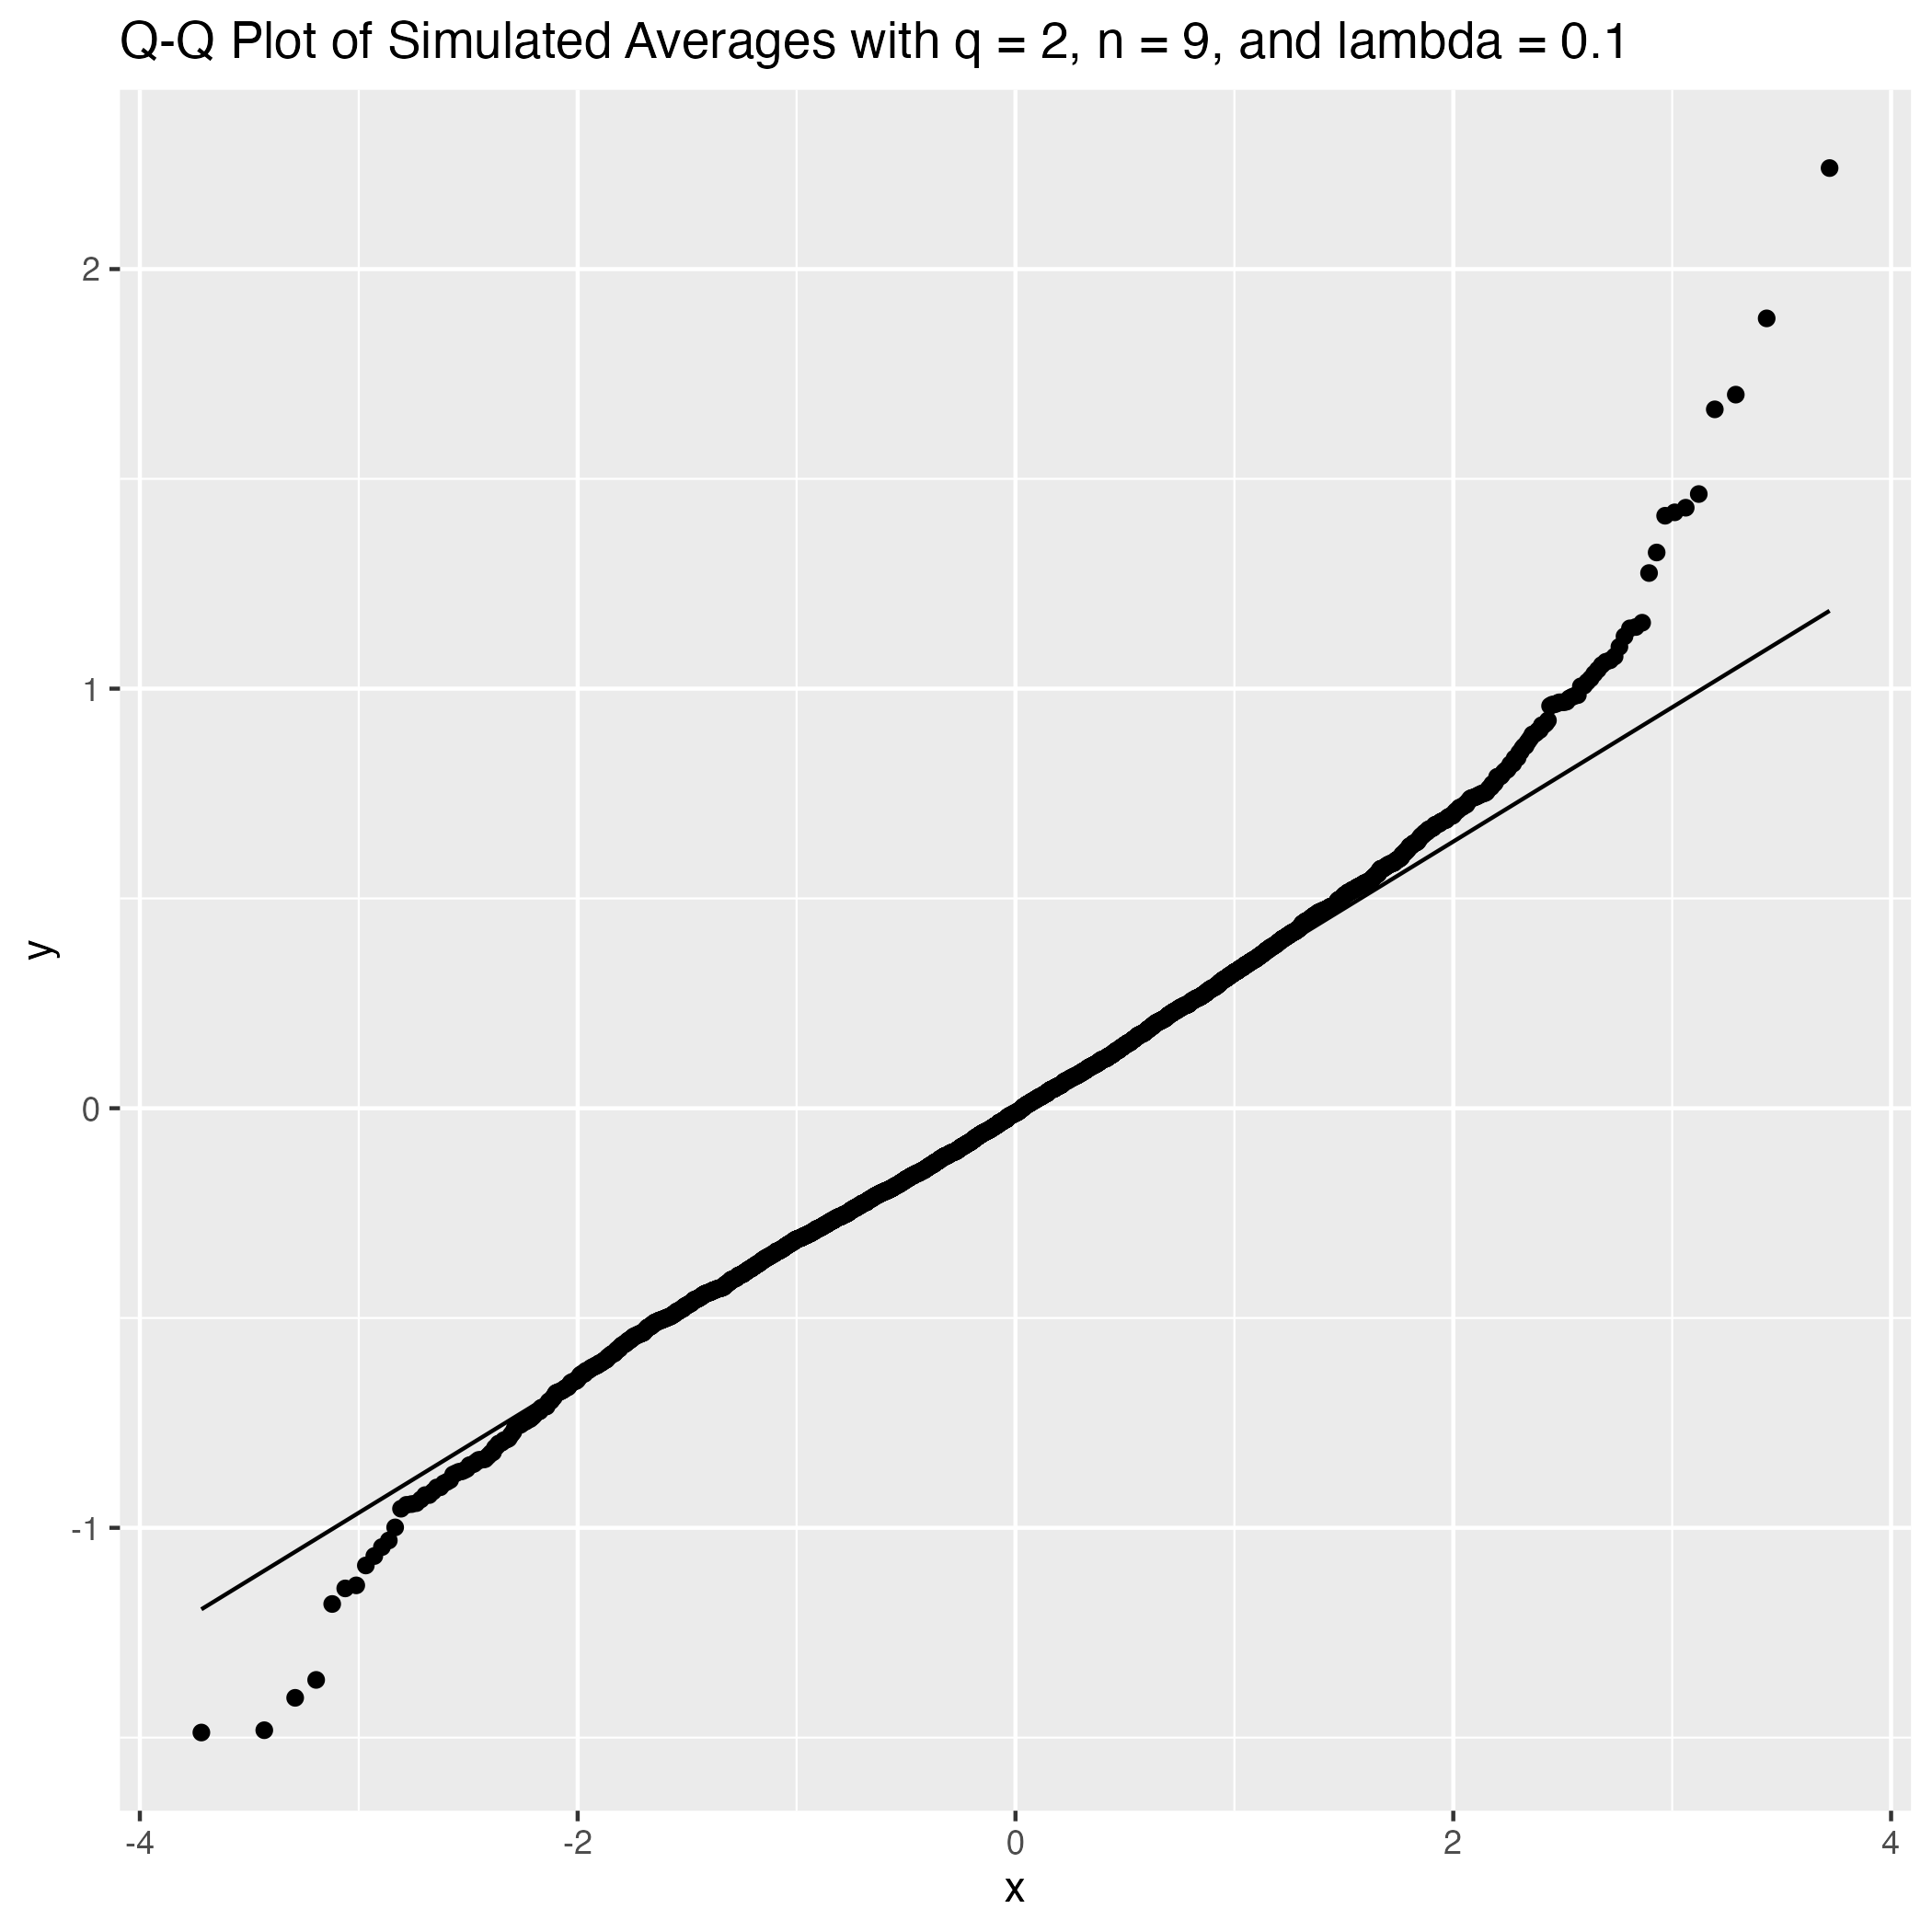 Q-Q Plot of Simulated Averages with q = 2, n = 9, and lambda = 0.1
2
1
0
-1
y
-4 -2 0 2 4
x